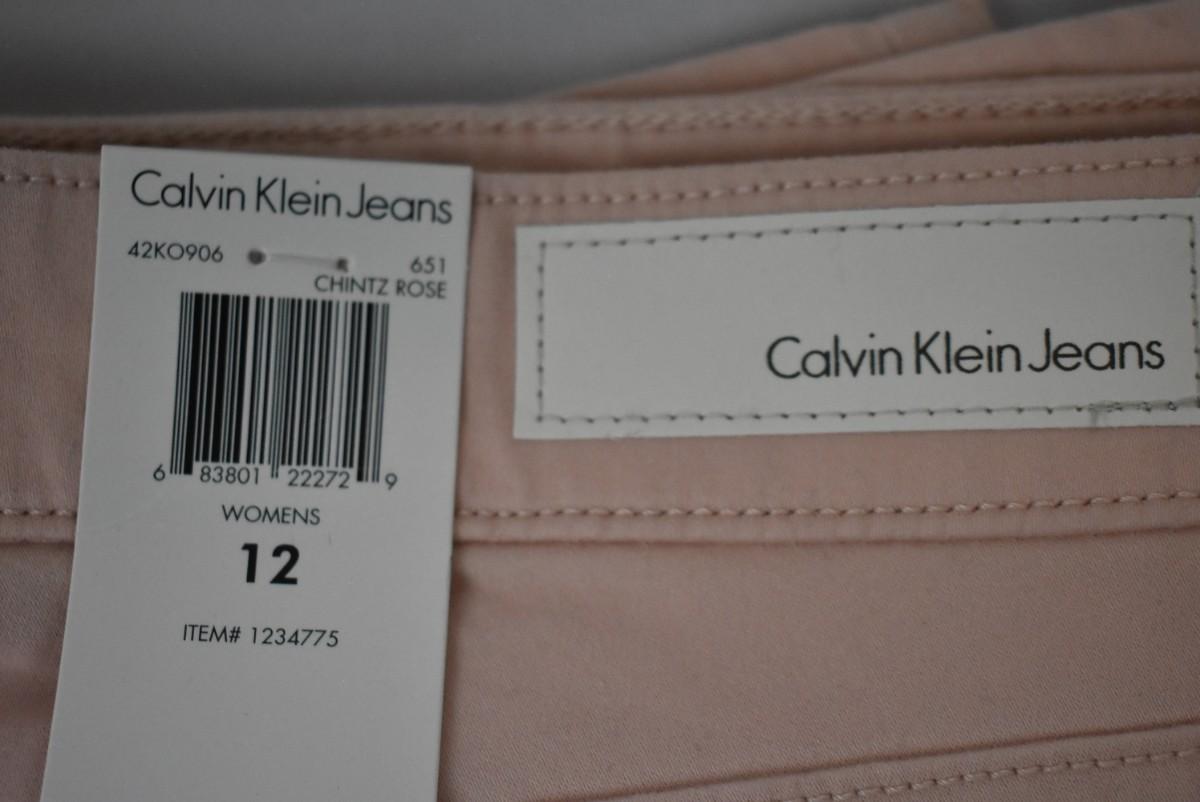 Calvin Klein Jeans
42KO906 651
CHINTZ ROSE
6 83801 22272 9
WOMENS
12
ITEM# 1234775
Calvin Klein Jeans